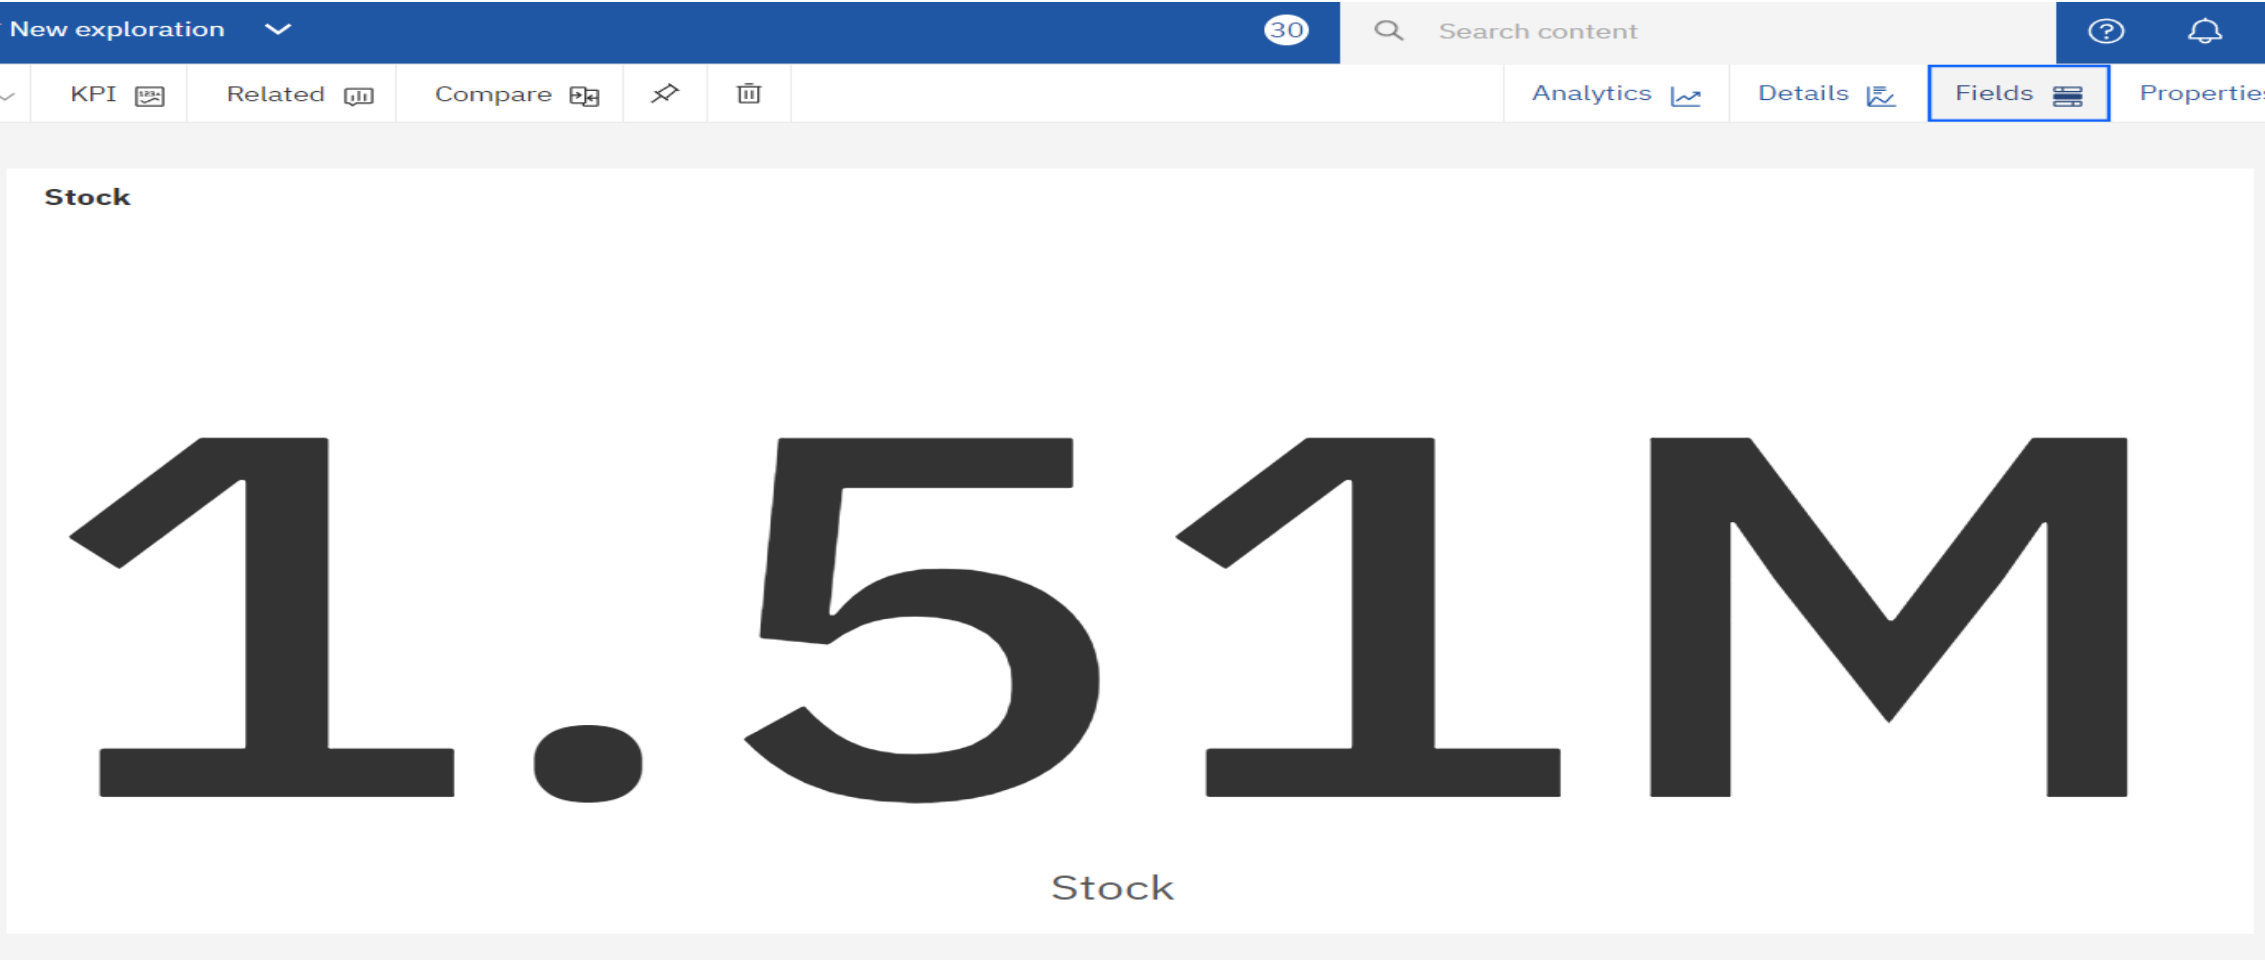 New exploration 30 Search content
KPI Related Compare Analytics Details Fields Propertie
Stock
1.51M
Stock